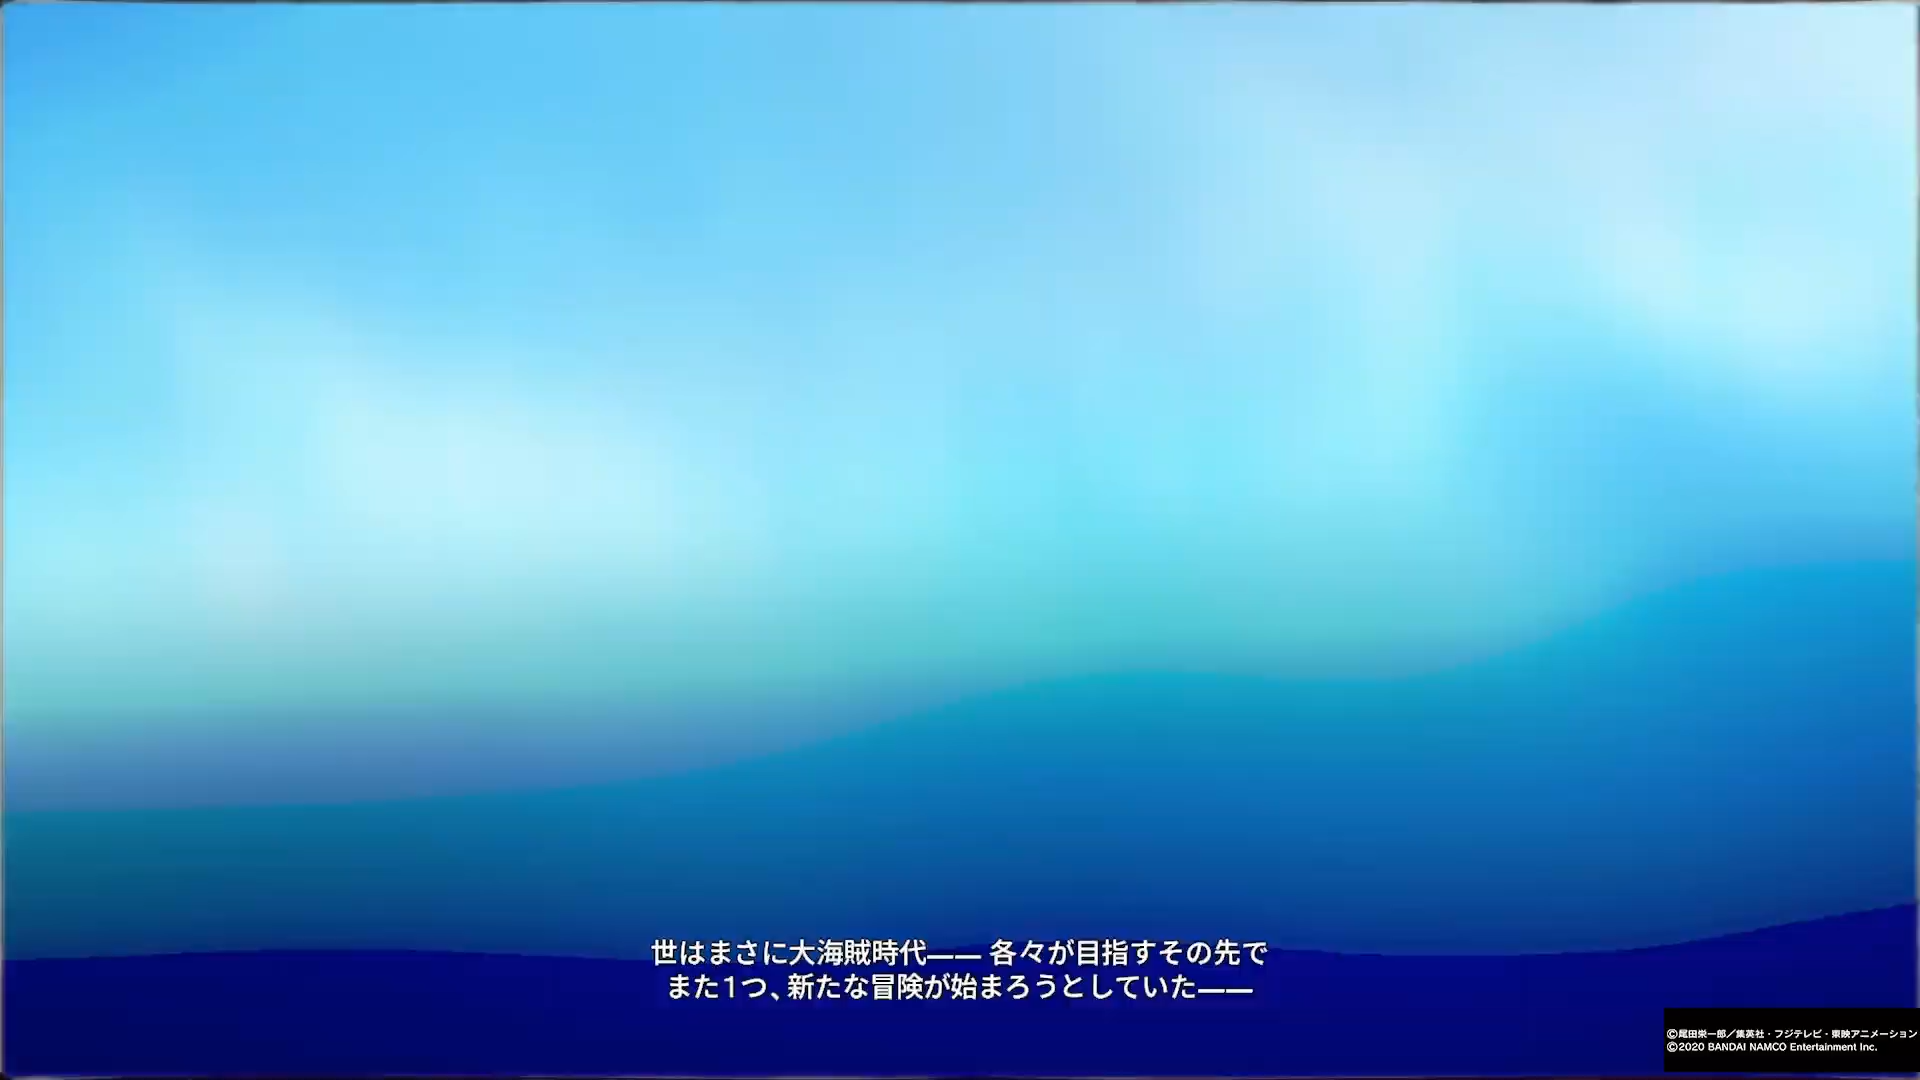 世はまさに大海賊時代―― 各々が目指すその先で
また1つ、新たな冒険が始まろうとしていた――
©尾田栄一郎／集英社・フジテレビ・東映アニメーション
©2020 BANDAI NAMCO Entertainment Inc.